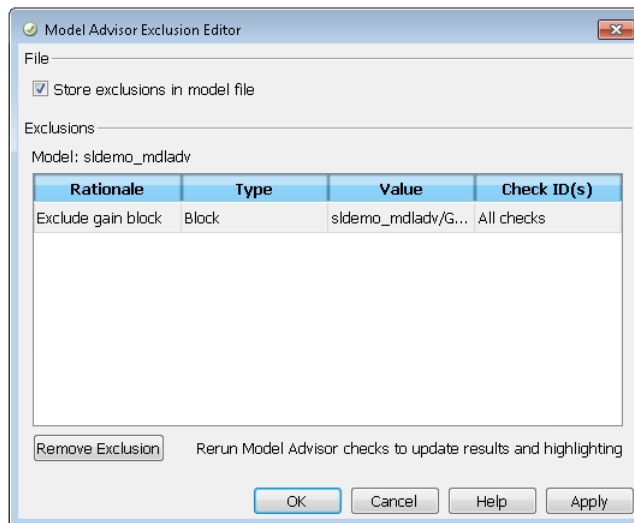 Model Advisor Exclusion Editor
File
Store exclusions in model file
Exclusions
Model: sldemo_mdladv
Rationale Type Value Check ID(s)
Exclude gain block Block sldemo_mdladv/G... All checks
Remove Exclusion Rerun Model Advisor checks to update results and highlighting
OK Cancel Help Apply